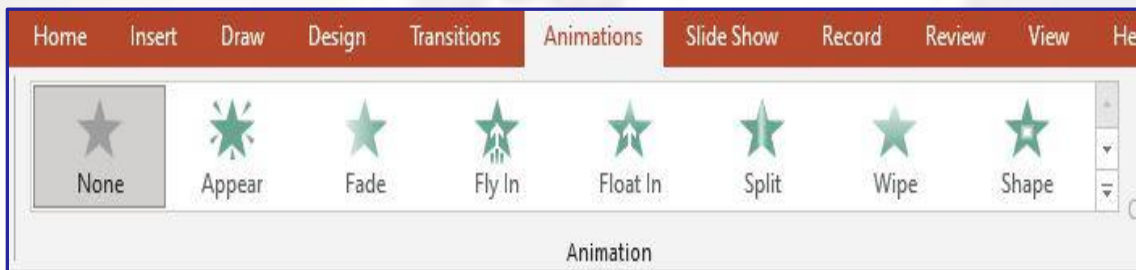 Home Insert Draw Design Transitions Animations Slide Show Record Review View He
None Appear Fade Fly In Float In Split Wipe Shape
Animation